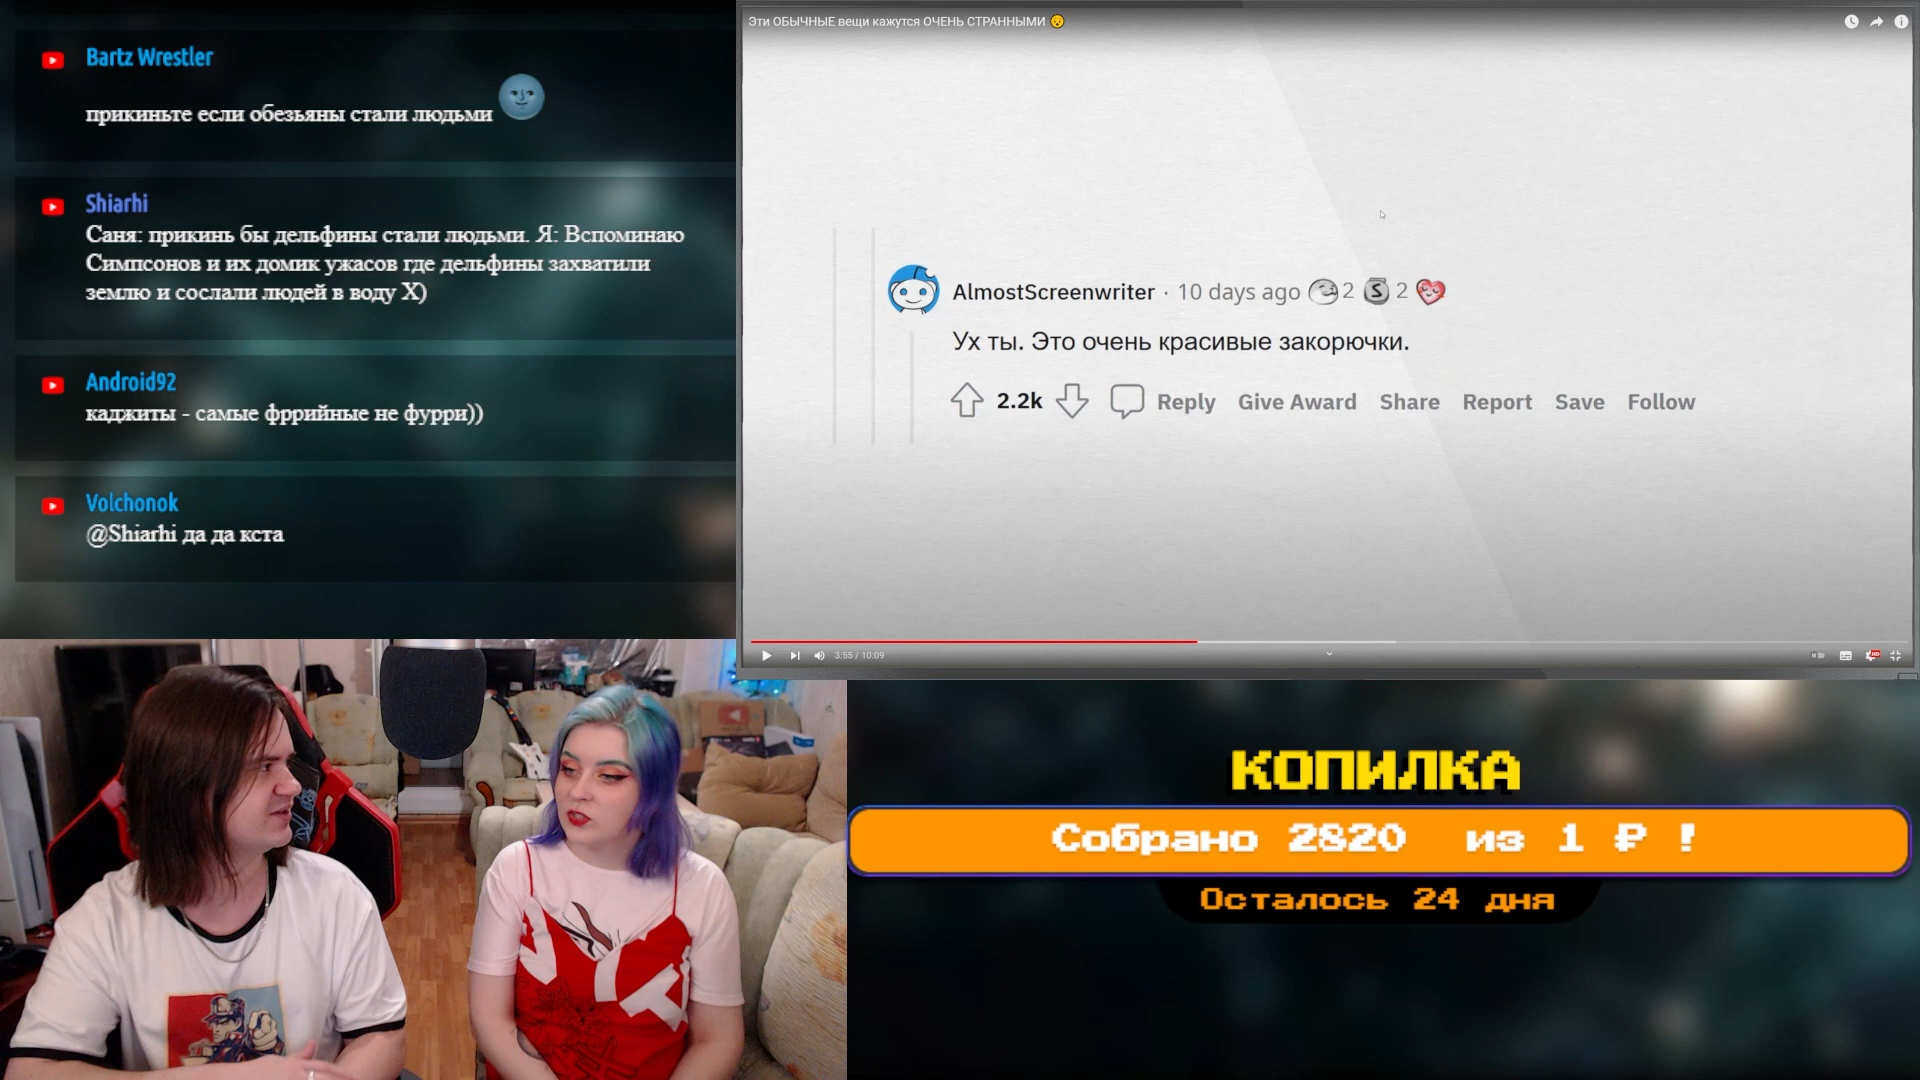 Bartz Wrestler
прикиньте если обезьяны стали людьми
Shiarhi
Саня: прикинь бы дельфины стали людьми. Я: Вспоминаю
Симпсонов и их домик ужасов где дельфины захватили
землю и сослали людей в воду Х)
Android92
каджиты - самые фррийные не фурри))
Volchonok
@Shiarhi да да кста
Эти ОБЫЧНЫЕ вещи кажутся ОЧЕНЬ СТРАННЫМИ
AlmostScreenwriter · 10 days ago 2 S 2
Ух ты. Это очень красивые закорючки.
2.2k Reply Give Award Share Report Save Follow
3:55 / 10:09
HD
КОПИЛКА
Собрано 2820 из 1 ₽ !
Осталось 24 дня